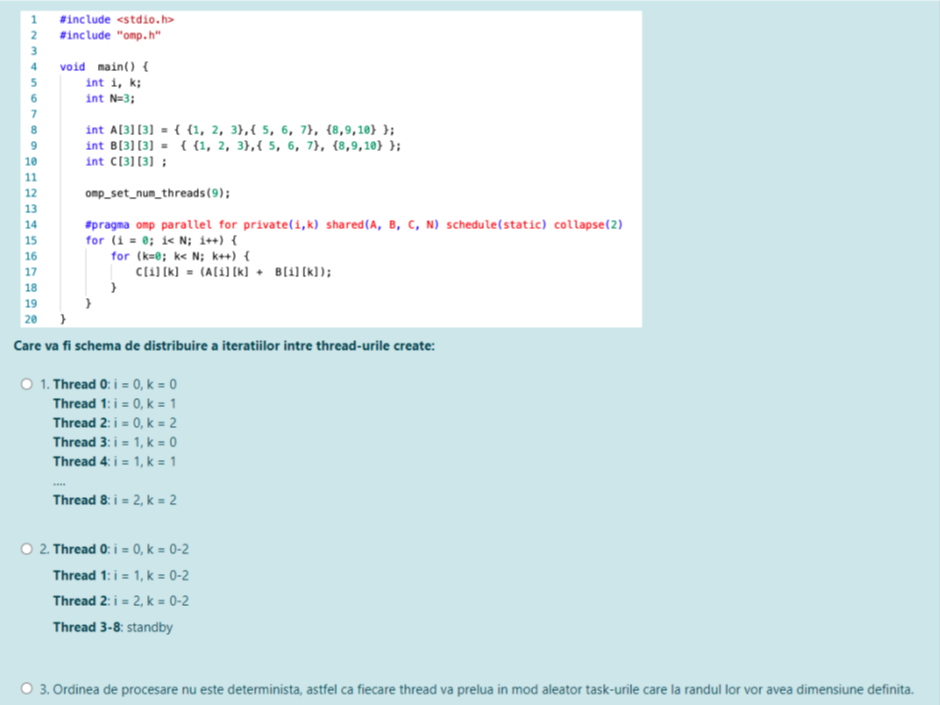 1 #include <stdio.h>
2 #include "omp.h"
3
4 void main() {
5 int i, k;
6 int N=3;
7
8 int A[3][3] = { {1, 2, 3},{ 5, 6, 7}, {8,9,10} };
9 int B[3][3] = { {1, 2, 3},{ 5, 6, 7}, {8,9,10} };
10 int C[3][3] ;
11
12 omp_set_num_threads(9);
13
14 #pragma omp parallel for private(i,k) shared(A, B, C, N) schedule(static) collapse(2)
15 for (i = 0; i< N; i++) {
16 for (k=0; k< N; k++) {
17 C[i][k] = (A[i][k] + B[i][k]);
18 }
19 }
20 }
Care va fi schema de distribuire a iteratiilor intre thread-urile create:
1. Thread 0: i = 0, k = 0
Thread 1: i = 0, k = 1
Thread 2: i = 0, k = 2
Thread 3: i = 1, k = 0
Thread 4: i = 1, k = 1
....
Thread 8: i = 2, k = 2
2. Thread 0: i = 0, k = 0-2
Thread 1: i = 1, k = 0-2
Thread 2: i = 2, k = 0-2
Thread 3-8: standby
3. Ordinea de procesare nu este determinista, astfel ca fiecare thread va prelua in mod aleator task-urile care la randul lor vor avea dimensiune definita.